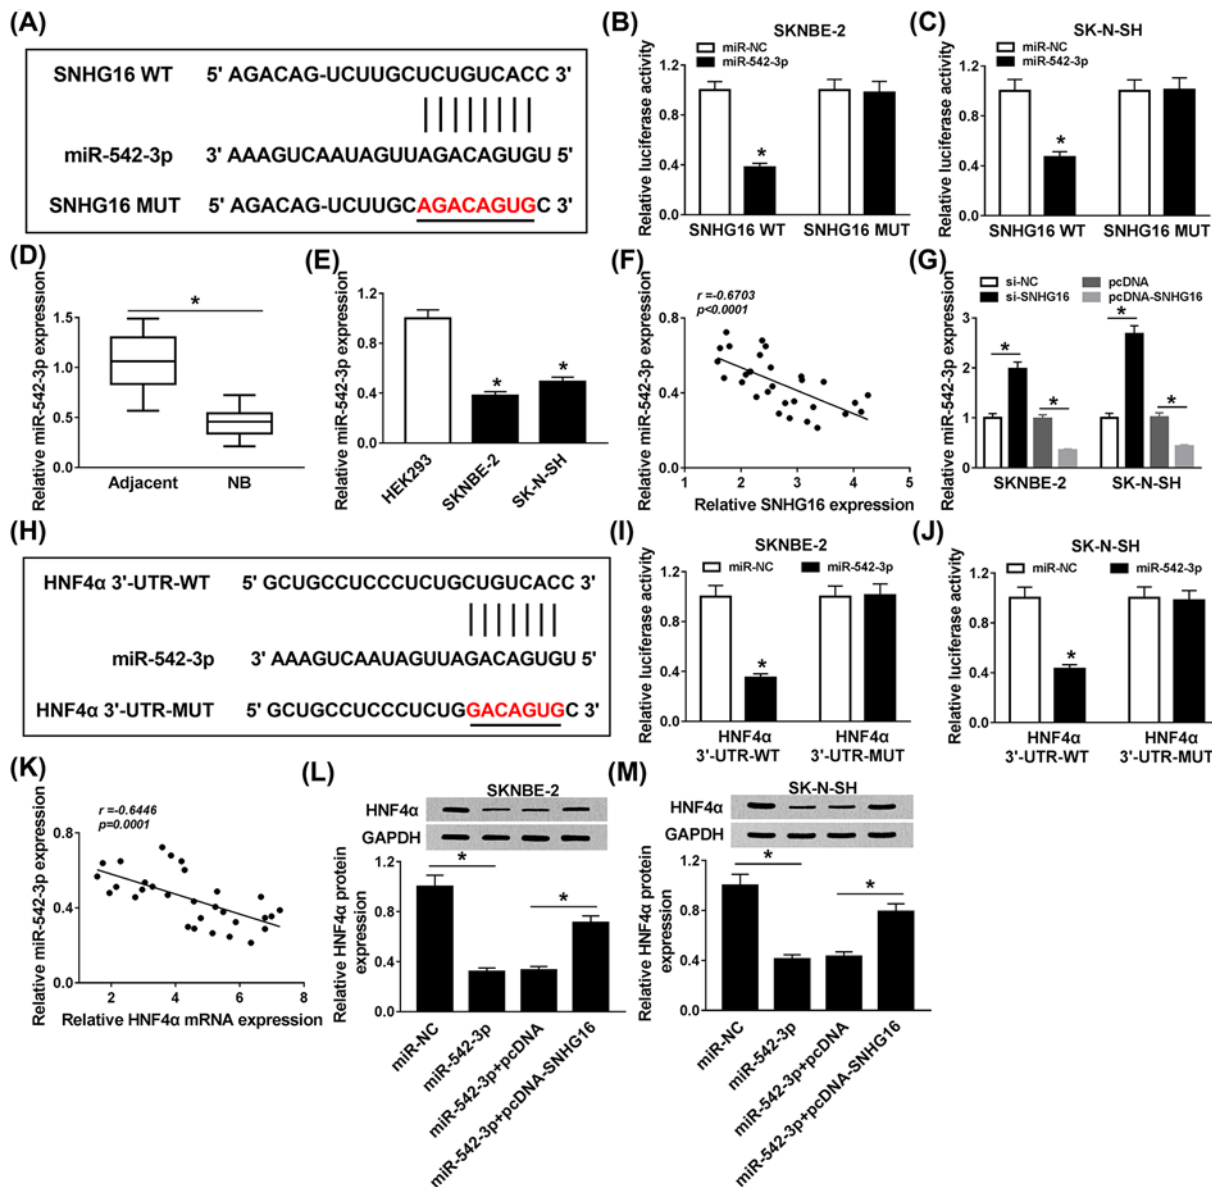 (A)
SNHG16 WT 5' AGACAG-UCUUGCUCUGUCACC 3'
miR-542-3p 3' AAAGUCAAUAGUUAGACAGUGU 5'
SNHG16 MUT 5' AGACAG-UCUUGCAGACAGUGC 3'
(B)
SKNBE-2
miR-NC
miR-542-3p
Relative luciferase activity
1.2
0.8
0.4
0.0
*
SNHG16 WT SNHG16 MUT
(C)
SK-N-SH
miR-NC
miR-542-3p
Relative luciferase activity
1.2
0.8
0.4
0.0
*
SNHG16 WT SNHG16 MUT
(D)
Relative miR-542-3p expression
1.5
1.0
0.5
0.0
*
Adjacent NB
(E)
Relative miR-542-3p expression
1.2
0.8
0.4
0.0
* *
HEK293 SKNBE-2 SK-N-SH
(F)
r =-0.6703
p<0.0001
Relative miR-542-3p expression
0.8
0.4
0.0
1 2 3 4 5
Relative SNHG16 expression
(G)
si-NC pcDNA
si-SNHG16 pcDNA-SNHG16
Relative miR-542-3p expression
3
2
1
0
* * * *
SKNBE-2 SK-N-SH
(H)
HNF4α 3'-UTR-WT 5' GCUGCCUCCCUCUGCUGUCACC 3'
miR-542-3p 3' AAAGUCAAUAGUUAGACAGUGU 5'
HNF4α 3'-UTR-MUT 5' GCUGCCUCCCUCUGGACAGUGC 3'
(I)
SKNBE-2
miR-NC miR-542-3p
Relative luciferase activity
1.2
0.8
0.4
0.0
*
HNF4α HNF4α
3'-UTR-WT 3'-UTR-MUT
(J)
SK-N-SH
miR-NC miR-542-3p
Relative luciferase activity
1.2
0.8
0.4
0.0
*
HNF4α HNF4α
3'-UTR-WT 3'-UTR-MUT
(K)
r =-0.6446
p=0.0001
Relative miR-542-3p expression
0.8
0.4
0.0
2 4 6 8
Relative HNF4α mRNA expression
(L)
SKNBE-2
HNF4α
GAPDH
Relative HNF4α protein
expression
1.2
0.8
0.4
0.0
* *
miR-NC
miR-542-3p
miR-542-3p+pcDNA
miR-542-3p+pcDNA-SNHG16
(M)
SK-N-SH
HNF4α
GAPDH
Relative HNF4α protein
expression
1.2
0.8
0.4
0.0
* *
miR-NC
miR-542-3p
miR-542-3p+pcDNA
miR-542-3p+pcDNA-SNHG16